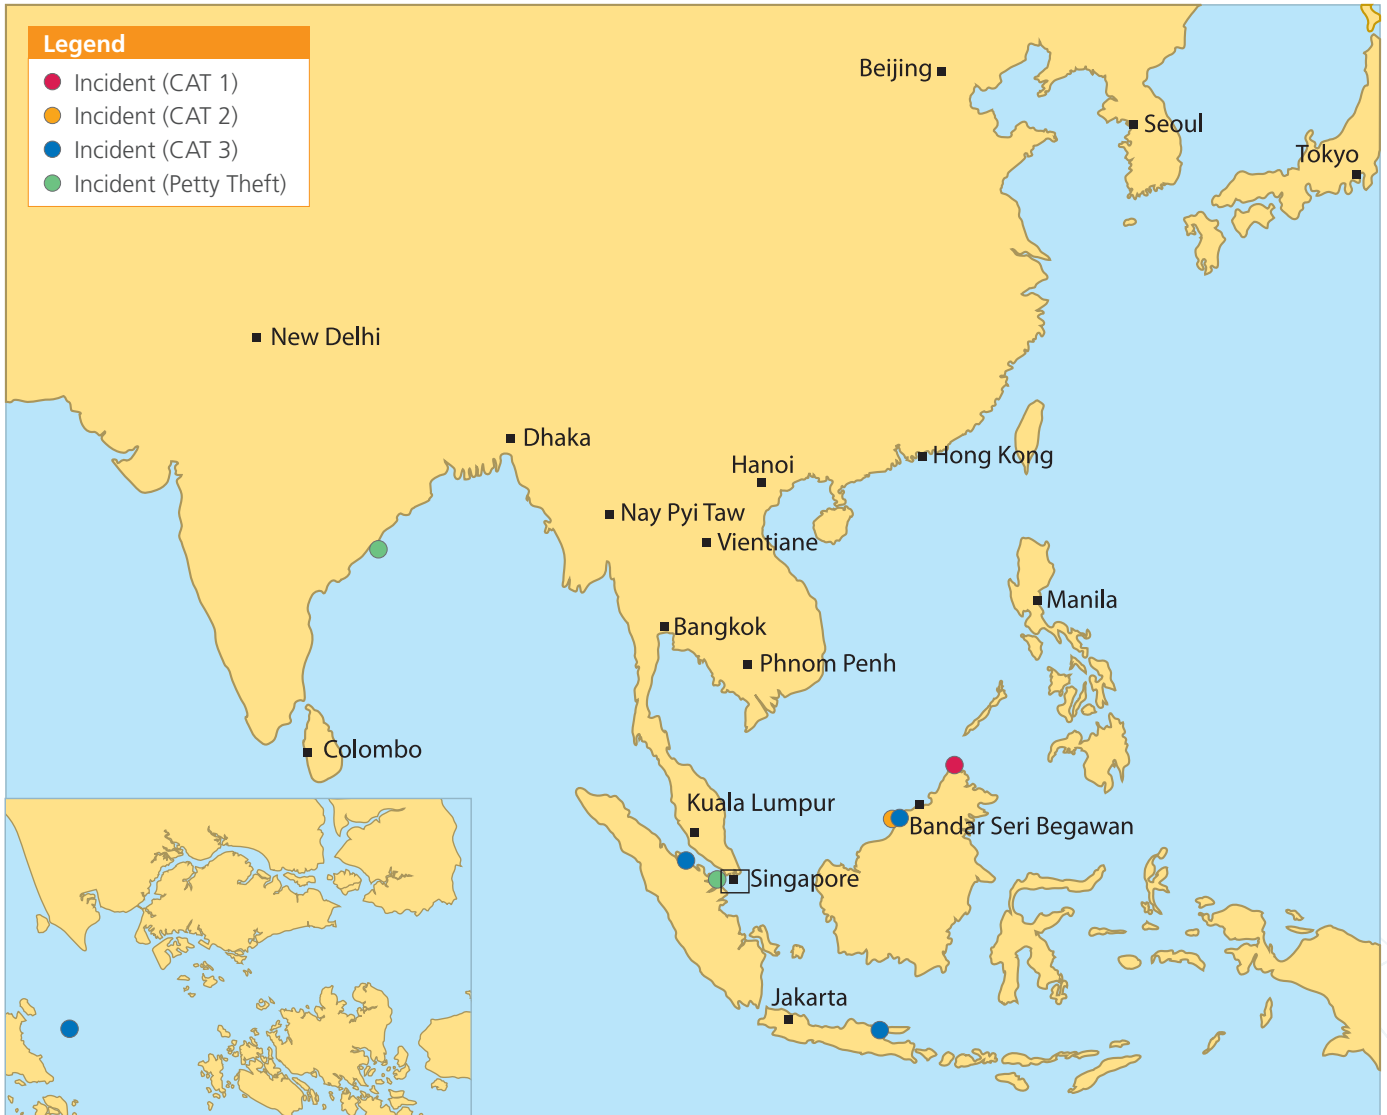 Legend
Incident (CAT 1)
Incident (CAT 2)
Incident (CAT 3)
Incident (Petty Theft)
Beijing
Seoul
Tokyo
New Delhi
Dhaka
Hanoi
Hong Kong
Nay Pyi Taw
Vientiane
Manila
Bangkok
Phnom Penh
Colombo
Kuala Lumpur
Bandar Seri Begawan
Singapore
Jakarta